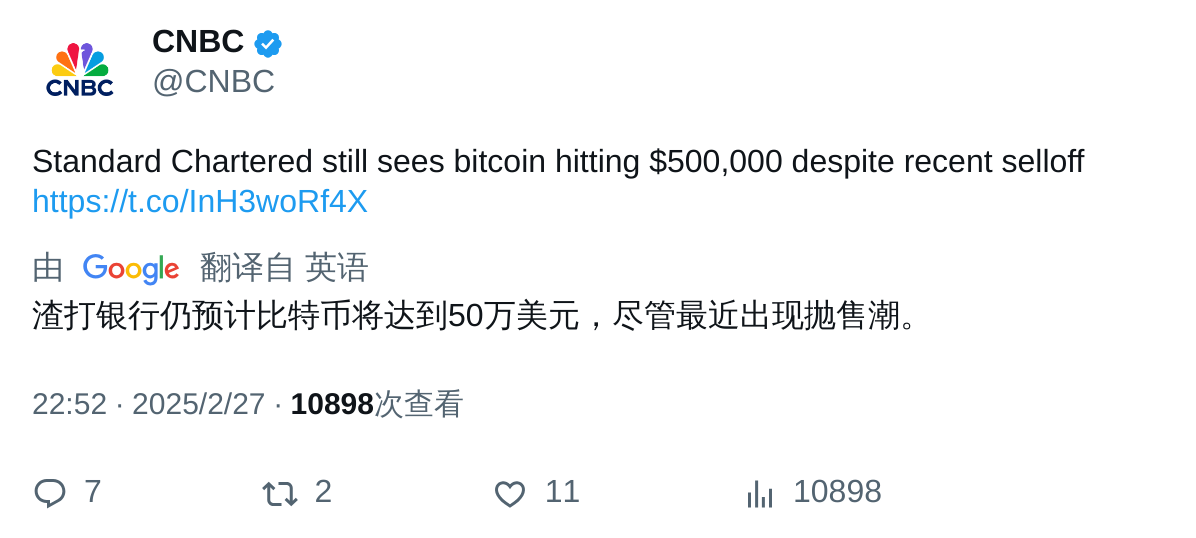 CNBC
CNBC
@CNBC
Standard Chartered still sees bitcoin hitting $500,000 despite recent selloff
https://t.co/InH3woRf4X
由 Google 翻译自 英语
渣打银行仍预计比特币将达到50万美元，尽管最近出现抛售潮。
22:52 · 2025/2/27 · 10898次查看
7 2 11 10898